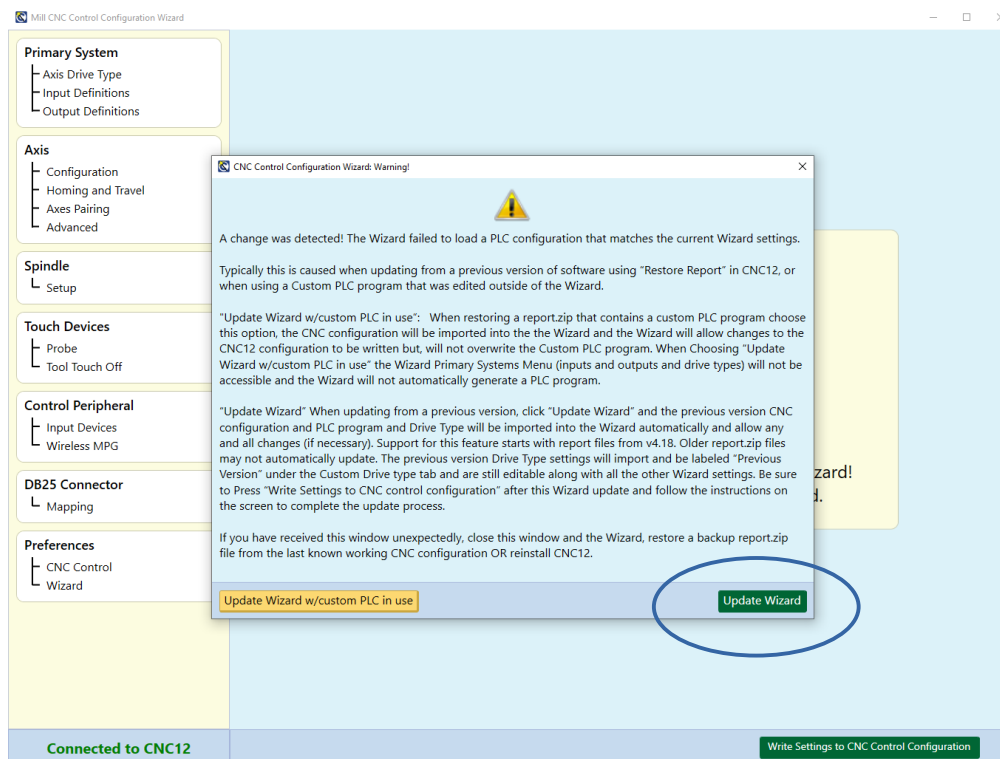 Mill CNC Control Configuration Wizard
Primary System
Axis Drive Type
Input Definitions
Output Definitions
Axis
Configuration
Homing and Travel
Axes Pairing
Advanced
Spindle
Setup
Touch Devices
Probe
Tool Touch Off
Control Peripheral
Input Devices
Wireless MPG
DB25 Connector
Mapping
Preferences
CNC Control
Wizard
CNC Control Configuration Wizard: Warning!
A change was detected! The Wizard failed to load a PLC configuration that matches the current Wizard settings.
Typically this is caused when updating from a previous version of software using "Restore Report" in CNC12, or
when using a Custom PLC program that was edited outside of the Wizard.
"Update Wizard w/custom PLC in use":   When restoring a report.zip that contains a custom PLC program choose
this option, the CNC configuration will be imported into the the Wizard and the Wizard will allow changes to the
CNC12 configuration to be written but, will not overwrite the Custom PLC program. When Choosing "Update
Wizard w/custom PLC in use" the Wizard Primary Systems Menu (inputs and outputs and drive types) will not be
accessible and the Wizard will not automatically generate a PLC program.
"Update Wizard" When updating from a previous version, click "Update Wizard" and the previous version CNC
configuration and PLC program and Drive Type will be imported into the Wizard automatically and allow any
and all changes (if necessary). Support for this feature starts with report files from v4.18. Older report.zip files
may not automatically update. The previous version Drive Type settings will import and be labeled "Previous
Version" under the Custom Drive type tab and are still editable along with all the other Wizard settings. Be sure
to Press "Write Settings to CNC control configuration" after this Wizard update and follow the instructions on
the screen to complete the update process.
If you have received this window unexpectedly, close this window and the Wizard, restore a backup report.zip
file from the last known working CNC configuration OR reinstall CNC12.
Update Wizard w/custom PLC in use
Update Wizard
zard!
Connected to CNC12
Write Settings to CNC Control Configuration